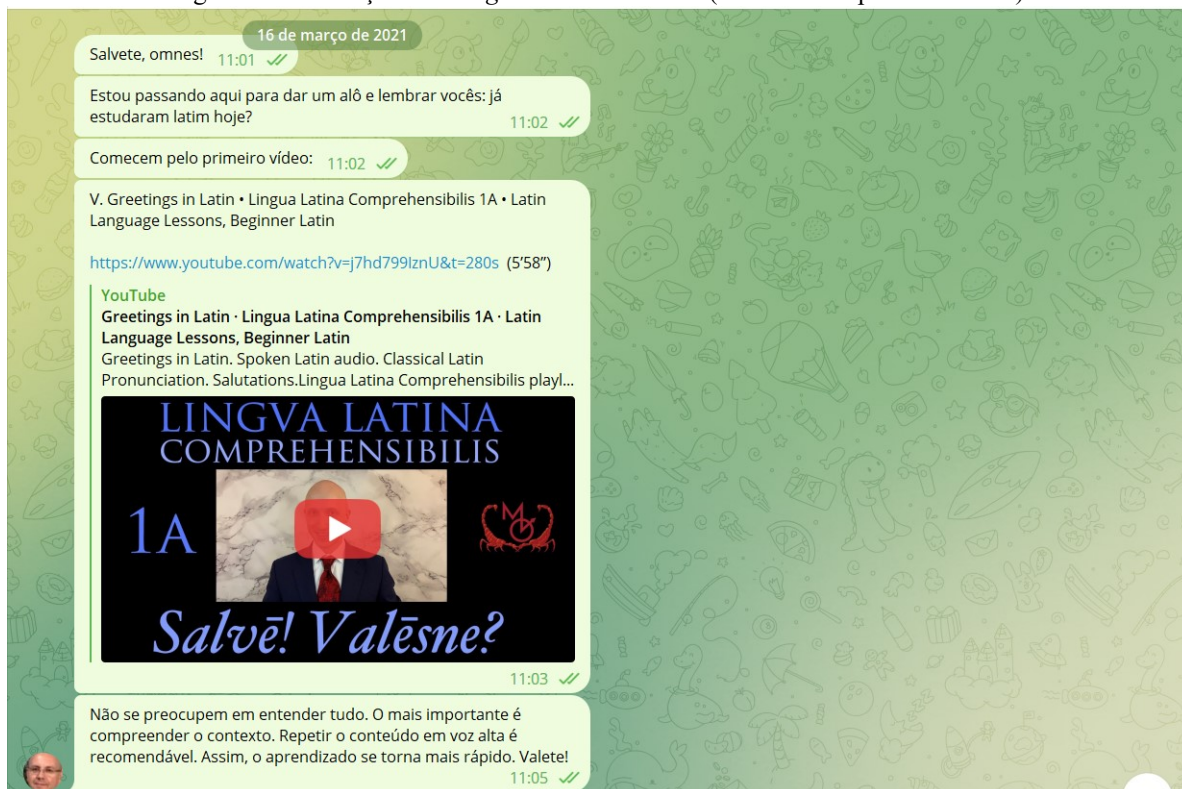 16 de março de 2021
Salvete, omnes! 11:01
Estou passando aqui para dar um alô e lembrar vocês: já
estudaram latim hoje? 11:02
Comecem pelo primeiro vídeo: 11:02
V. Greetings in Latin • Lingua Latina Comprehensibilis 1A • Latin
Language Lessons, Beginner Latin
https://www.youtube.com/watch?v=j7hd799IznU&t=280s (5’58”)
YouTube
Greetings in Latin · Lingua Latina Comprehensibilis 1A · Latin
Language Lessons, Beginner Latin
Greetings in Latin. Spoken Latin audio. Classical Latin
Pronunciation. Salutations.Lingua Latina Comprehensibilis playl...
LINGVA LATINA
COMPREHENSIBILIS
1A
Salvē! Valēsne?
11:03
Não se preocupem em entender tudo. O mais importante é
compreender o contexto. Repetir o conteúdo em voz alta é
recomendável. Assim, o aprendizado se torna mais rápido. Valete!
11:05